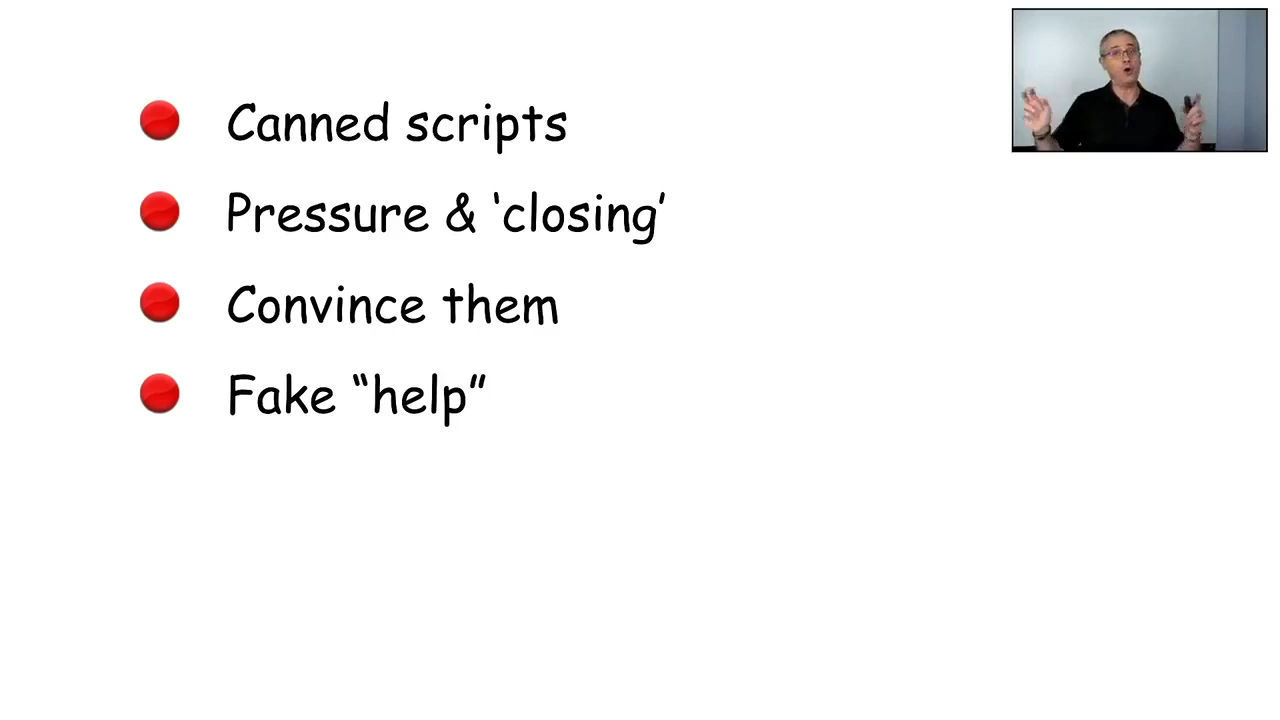 Canned scripts
Pressure & ‘closing’
Convince them
Fake “help”